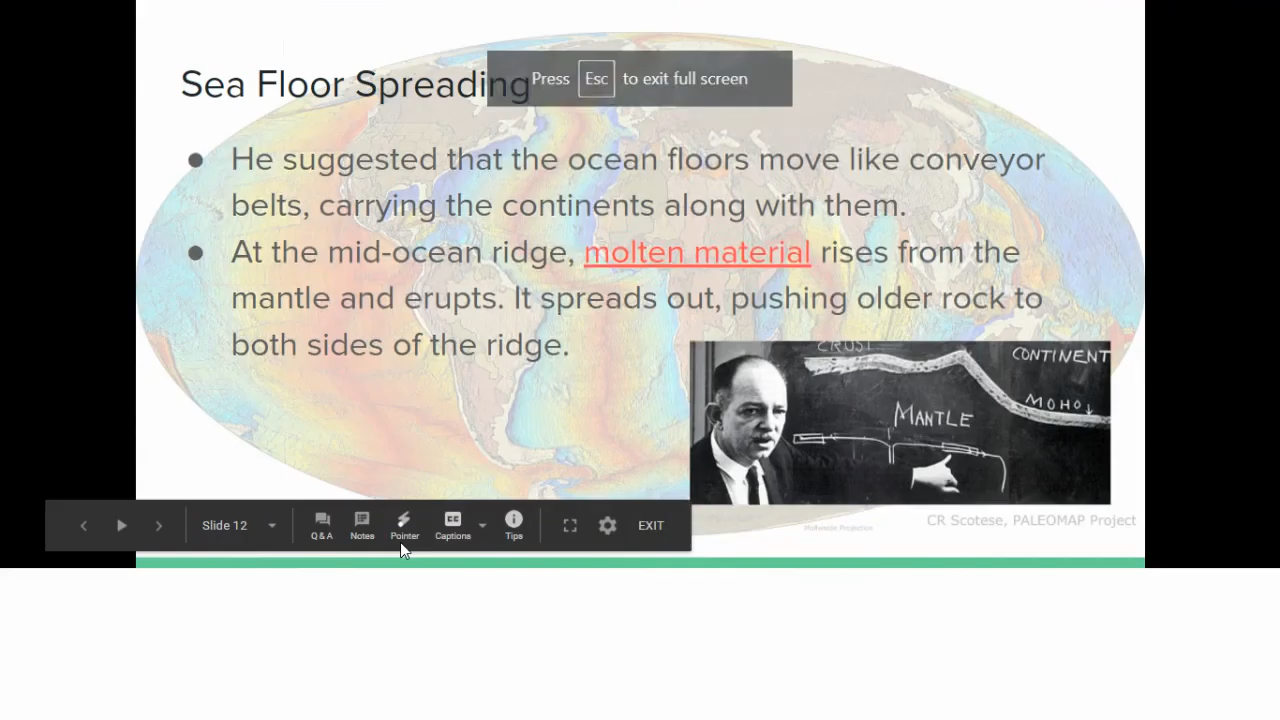 Sea Floor Spreading
Press Esc to exit full screen
● He suggested that the ocean floors move like conveyor
belts, carrying the continents along with them.
● At the mid-ocean ridge, molten material rises from the
mantle and erupts. It spreads out, pushing older rock to
both sides of the ridge.
CRUST
CONTINENT
MOHO
MANTLE
CR Scotese, PALEOMAP Project
Mollweide Projection
Slide 12
Q & A
Notes
Pointer
CC
Captions
Tips
EXIT